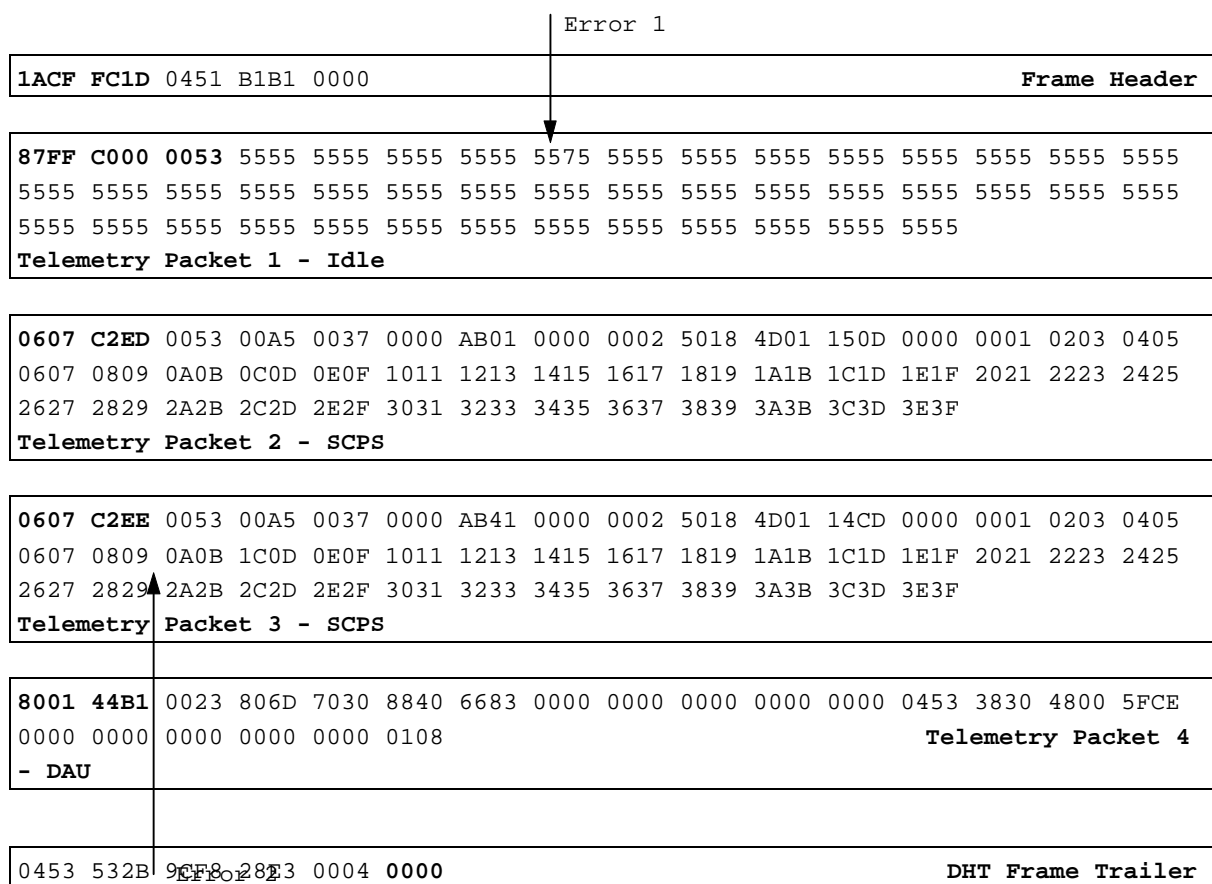 Error 1
1ACF FC1D 0451 B1B1 0000 Frame Header
87FF C000 0053 5555 5555 5555 5555 5575 5555 5555 5555 5555 5555 5555 5555 5555
5555 5555 5555 5555 5555 5555 5555 5555 5555 5555 5555 5555 5555 5555 5555 5555
5555 5555 5555 5555 5555 5555 5555 5555 5555 5555 5555 5555 5555
Telemetry Packet 1 - Idle
0607 C2ED 0053 00A5 0037 0000 AB01 0000 0002 5018 4D01 150D 0000 0001 0203 0405
0607 0809 0A0B 0C0D 0E0F 1011 1213 1415 1617 1819 1A1B 1C1D 1E1F 2021 2223 2425
2627 2829 2A2B 2C2D 2E2F 3031 3233 3435 3637 3839 3A3B 3C3D 3E3F
Telemetry Packet 2 - SCPS
0607 C2EE 0053 00A5 0037 0000 AB41 0000 0002 5018 4D01 14CD 0000 0001 0203 0405
0607 0809 0A0B 1C0D 0E0F 1011 1213 1415 1617 1819 1A1B 1C1D 1E1F 2021 2223 2425
2627 2829 2A2B 2C2D 2E2F 3031 3233 3435 3637 3839 3A3B 3C3D 3E3F
Telemetry Packet 3 - SCPS
8001 44B1 0023 806D 7030 8840 6683 0000 0000 0000 0000 0000 0453 3830 4800 5FCE
0000 0000 0000 0000 0000 0108 Telemetry Packet 4
- DAU
0453 532B 28E3 0004 0000 DHT Frame Trailer
Error 2